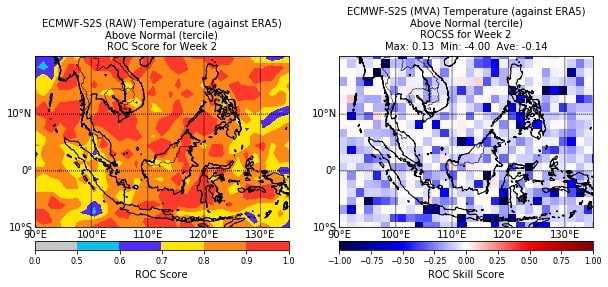 ECMWF-S2S (RAW) Temperature (against ERA5)
Above Normal (tercile)
ROC Score for Week 2
10°N
0°
10°S
90°E 100°E 110°E 120°E 130°E
0.0 0.5 0.6 0.7 0.8 0.9 1.0
ROC Score
ECMWF-S2S (MVA) Temperature (against ERA5)
Above Normal (tercile)
ROCSS for Week 2
Max: 0.13 Min: -4.00 Ave: -0.14
10°N
0°
10°S
90°E 100°E 110°E 120°E 130°E
−1.00 −0.75 −0.50 −0.25 0.00 0.25 0.50 0.75 1.00
ROC Skill Score